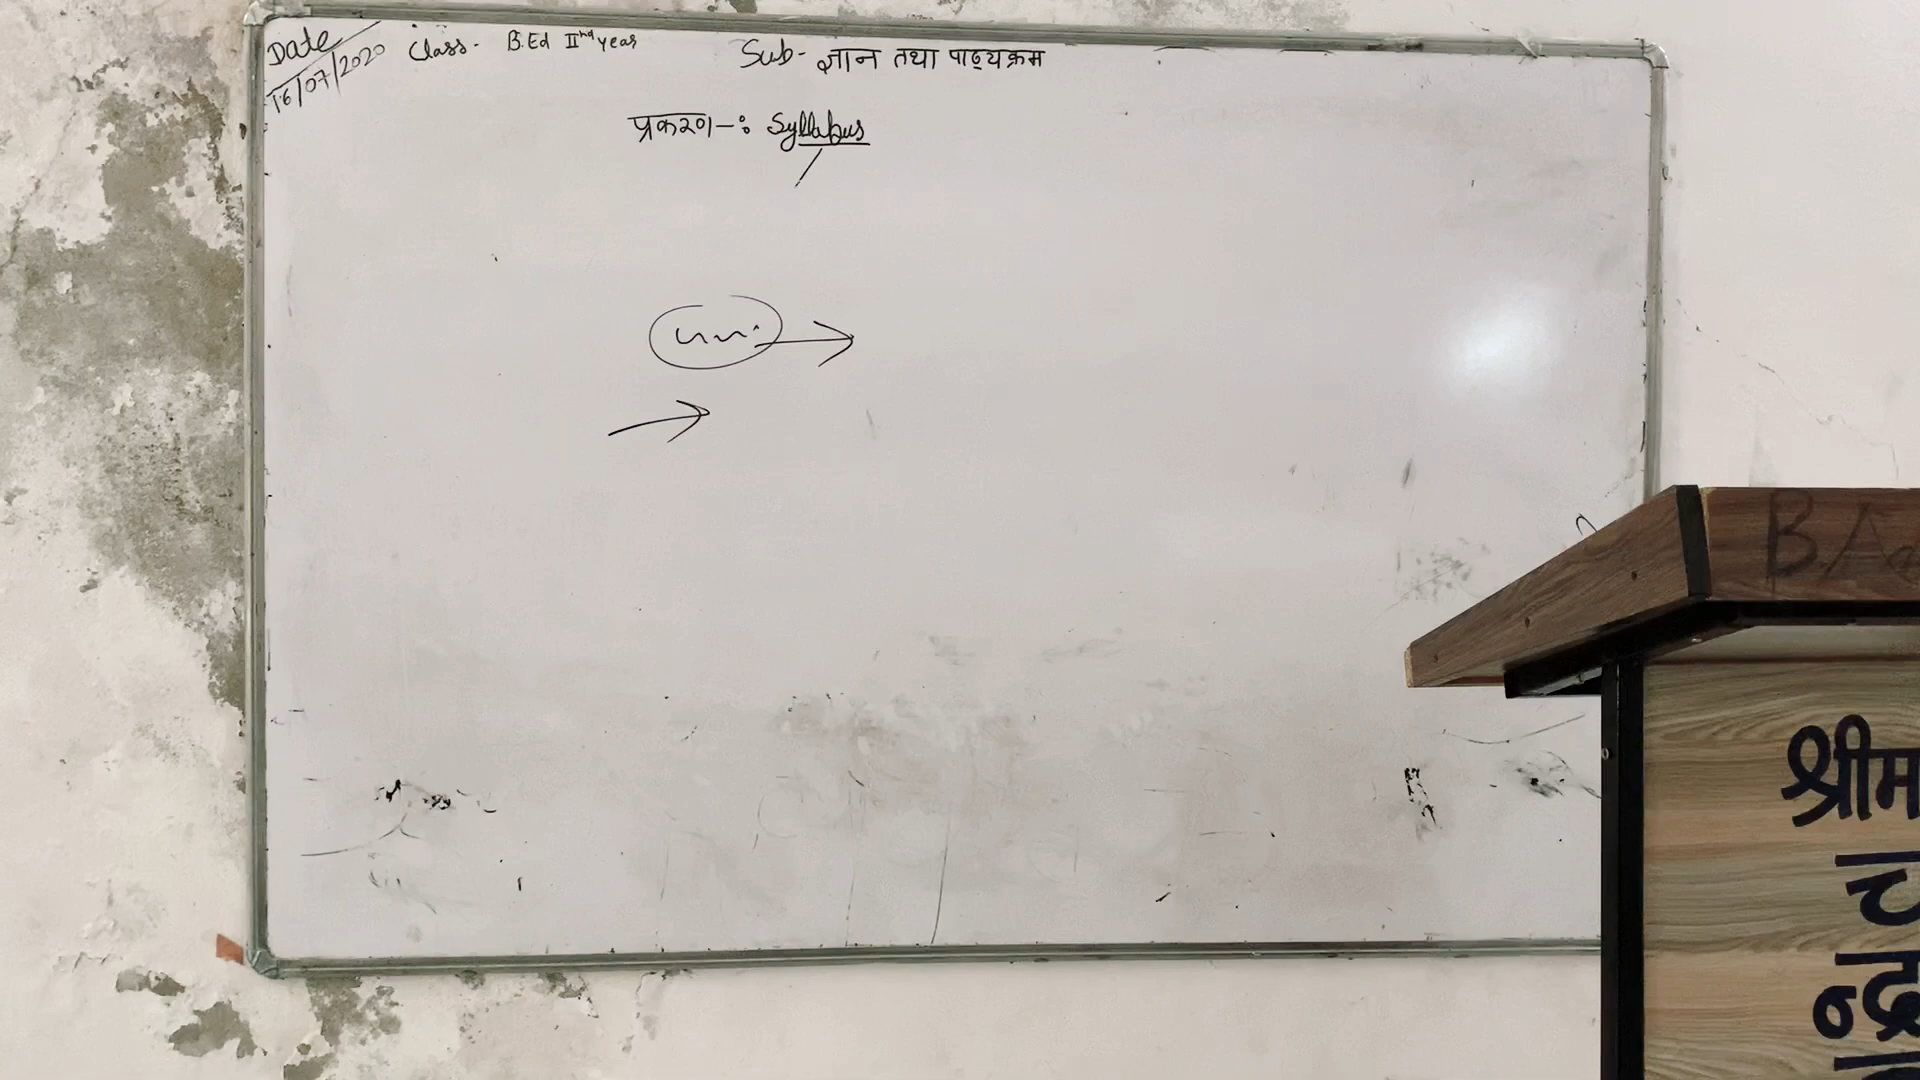 Date
16/07/2020
Class- B.Ed IInd year
Sub- ज्ञान तथा पाठ्यक्रम
प्रकरण-: Syllabus
श्रीम
च
न्द्र